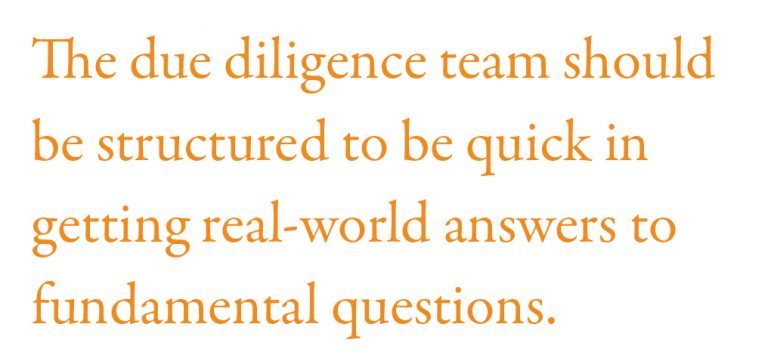 The due diligence team should
be structured to be quick in
getting real-world answers to
fundamental questions.